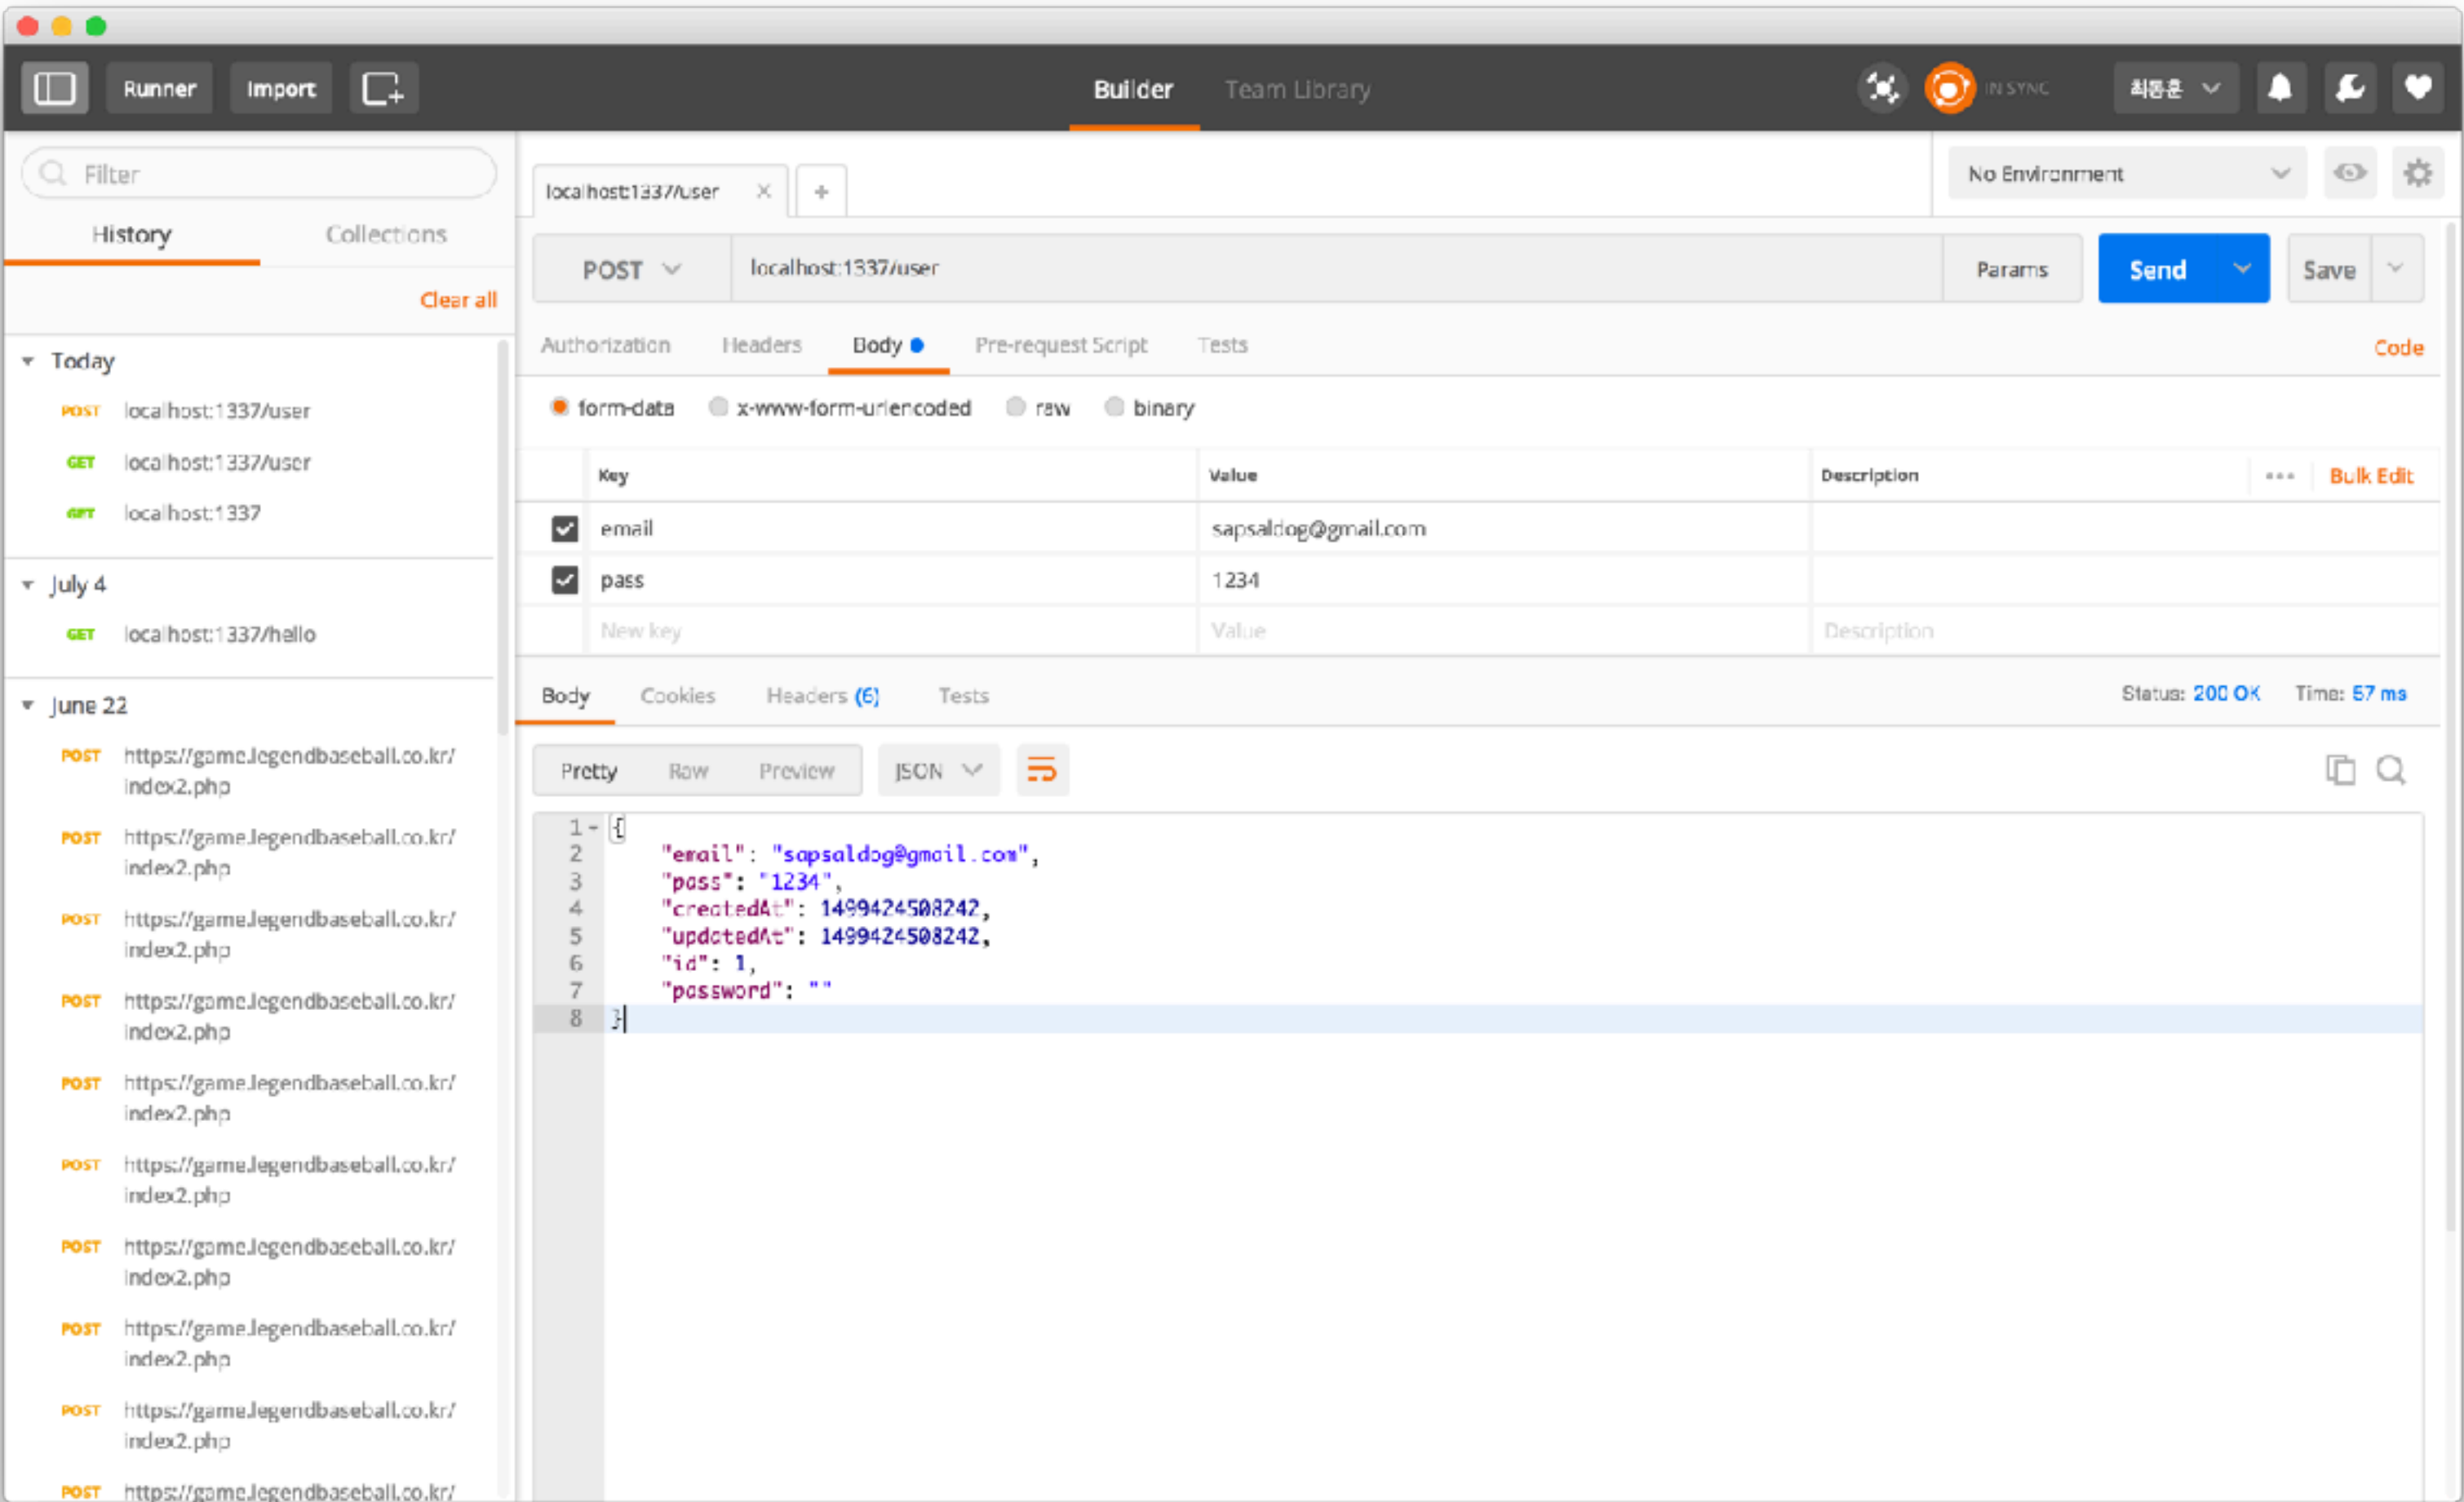 Runner Import Builder Team Library IN SYNC 최동훈
Filter
History Collections
Clear all
Today
POST localhost:1337/user
GET localhost:1337/user
GET localhost:1337
July 4
GET localhost:1337/hello
June 22
POST https://game.legendbaseball.co.kr/
index2.php
POST https://game.legendbaseball.co.kr/
index2.php
POST https://game.legendbaseball.co.kr/
index2.php
POST https://game.legendbaseball.co.kr/
index2.php
POST https://game.legendbaseball.co.kr/
index2.php
POST https://game.legendbaseball.co.kr/
index2.php
POST https://game.legendbaseball.co.kr/
index2.php
POST https://game.legendbaseball.co.kr/
index2.php
POST https://game.legendbaseball.co.kr/
index2.php
POST https://game.legendbaseball.co.kr/
localhost:1337/user
No Environment
POST localhost:1337/user Params Send Save
Authorization Headers Body Pre-request Script Tests Code
form-data x-www-form-urlencoded raw binary
Key Value Description Bulk Edit
email sapsaldog@gmail.com
pass 1234
New key Value Description
Body Cookies Headers (6) Tests Status: 200 OK Time: 57 ms
Pretty Raw Preview JSON
1 {
2 "email": "sapsaldog@gmail.com",
3 "pass": "1234",
4 "createdAt": 1499424508242,
5 "updatedAt": 1499424508242,
6 "id": 1,
7 "password": ""
8 }